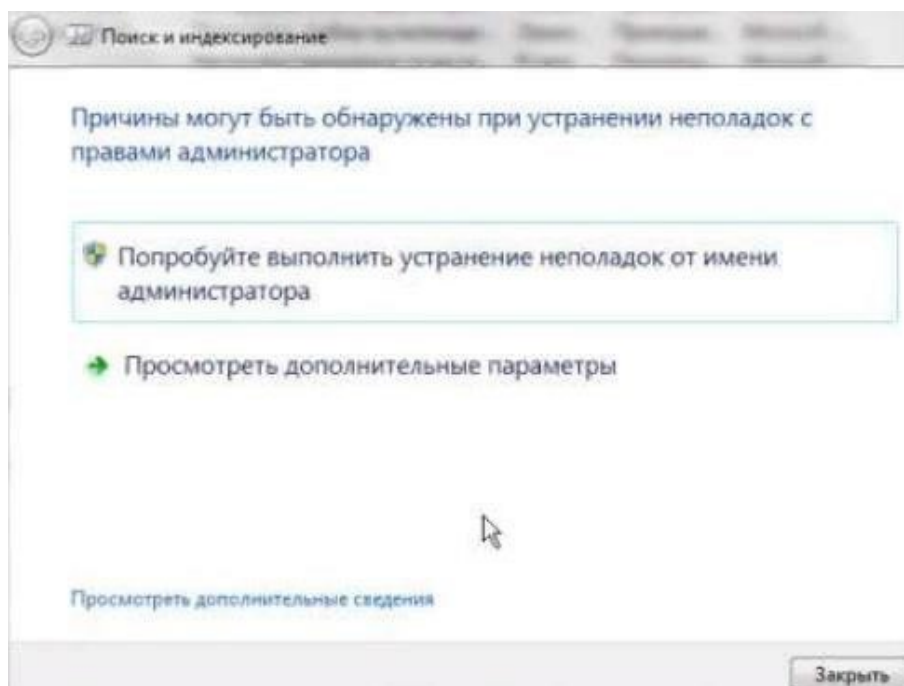 Поиск и индексирование
Причины могут быть обнаружены при устранении неполадок с
правами администратора
Попробуйте выполнить устранение неполадок от имени
администратора
Просмотреть дополнительные параметры
Просмотреть дополнительные сведения
Закрыть